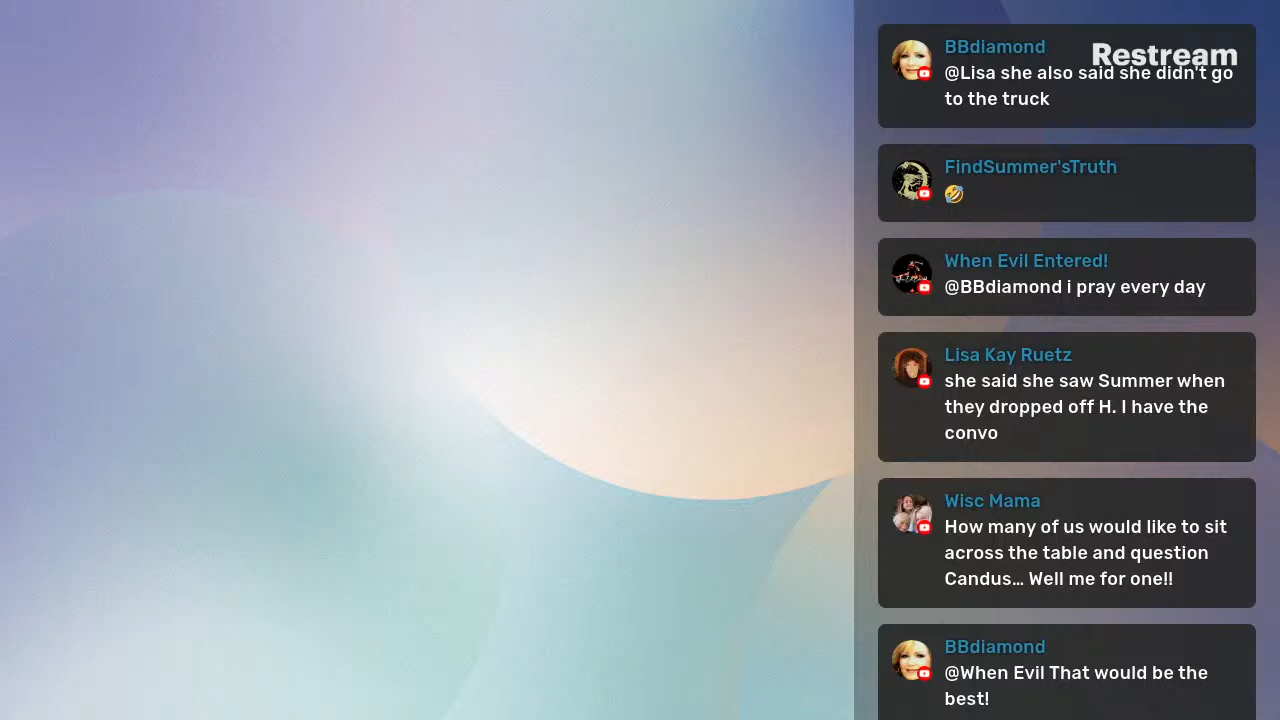 BBdiamond
Restream
@Lisa she also said she didn't go
to the truck
FindSummer'sTruth
🤣
When Evil Entered!
@BBdiamond i pray every day
Lisa Kay Ruetz
she said she saw Summer when
they dropped off H. I have the
convo
Wisc Mama
How many of us would like to sit
across the table and question
Candus... Well me for one!!
BBdiamond
@When Evil That would be the
best!